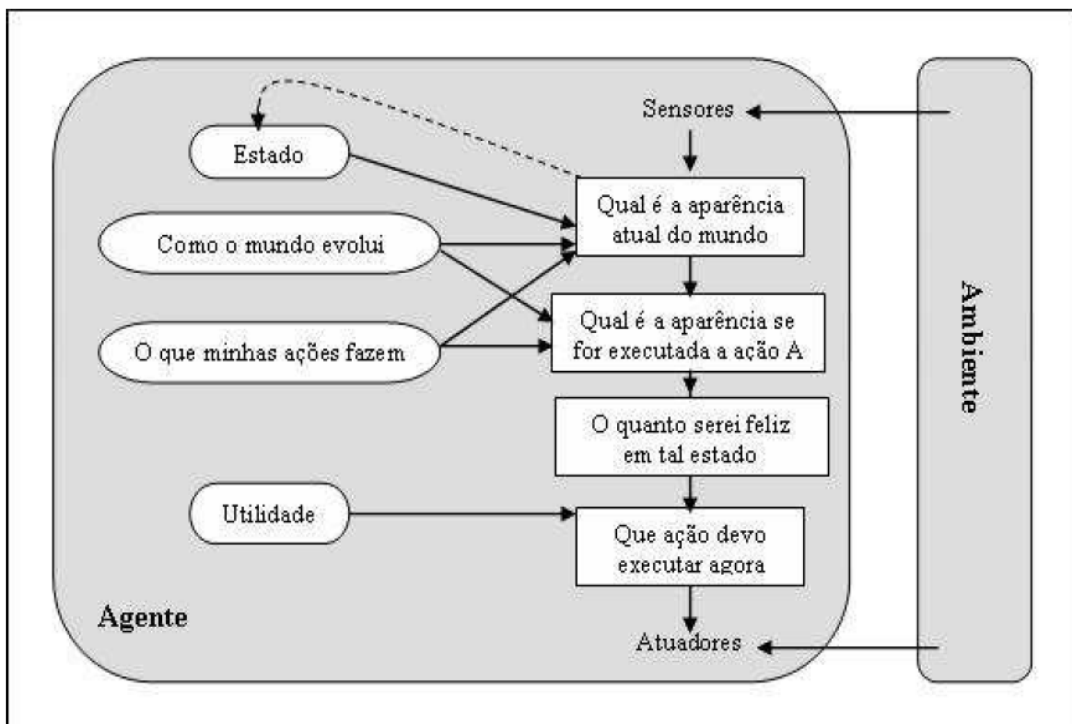 Sensores
Estado
Qual é a aparência
atual do mundo
Como o mundo evolui
Qual é a aparência se
for executada a ação A
O que minhas ações fazem
O quanto serei feliz
em tal estado
Utilidade
Que ação devo
executar agora
Agente
Atuadores
Ambiente